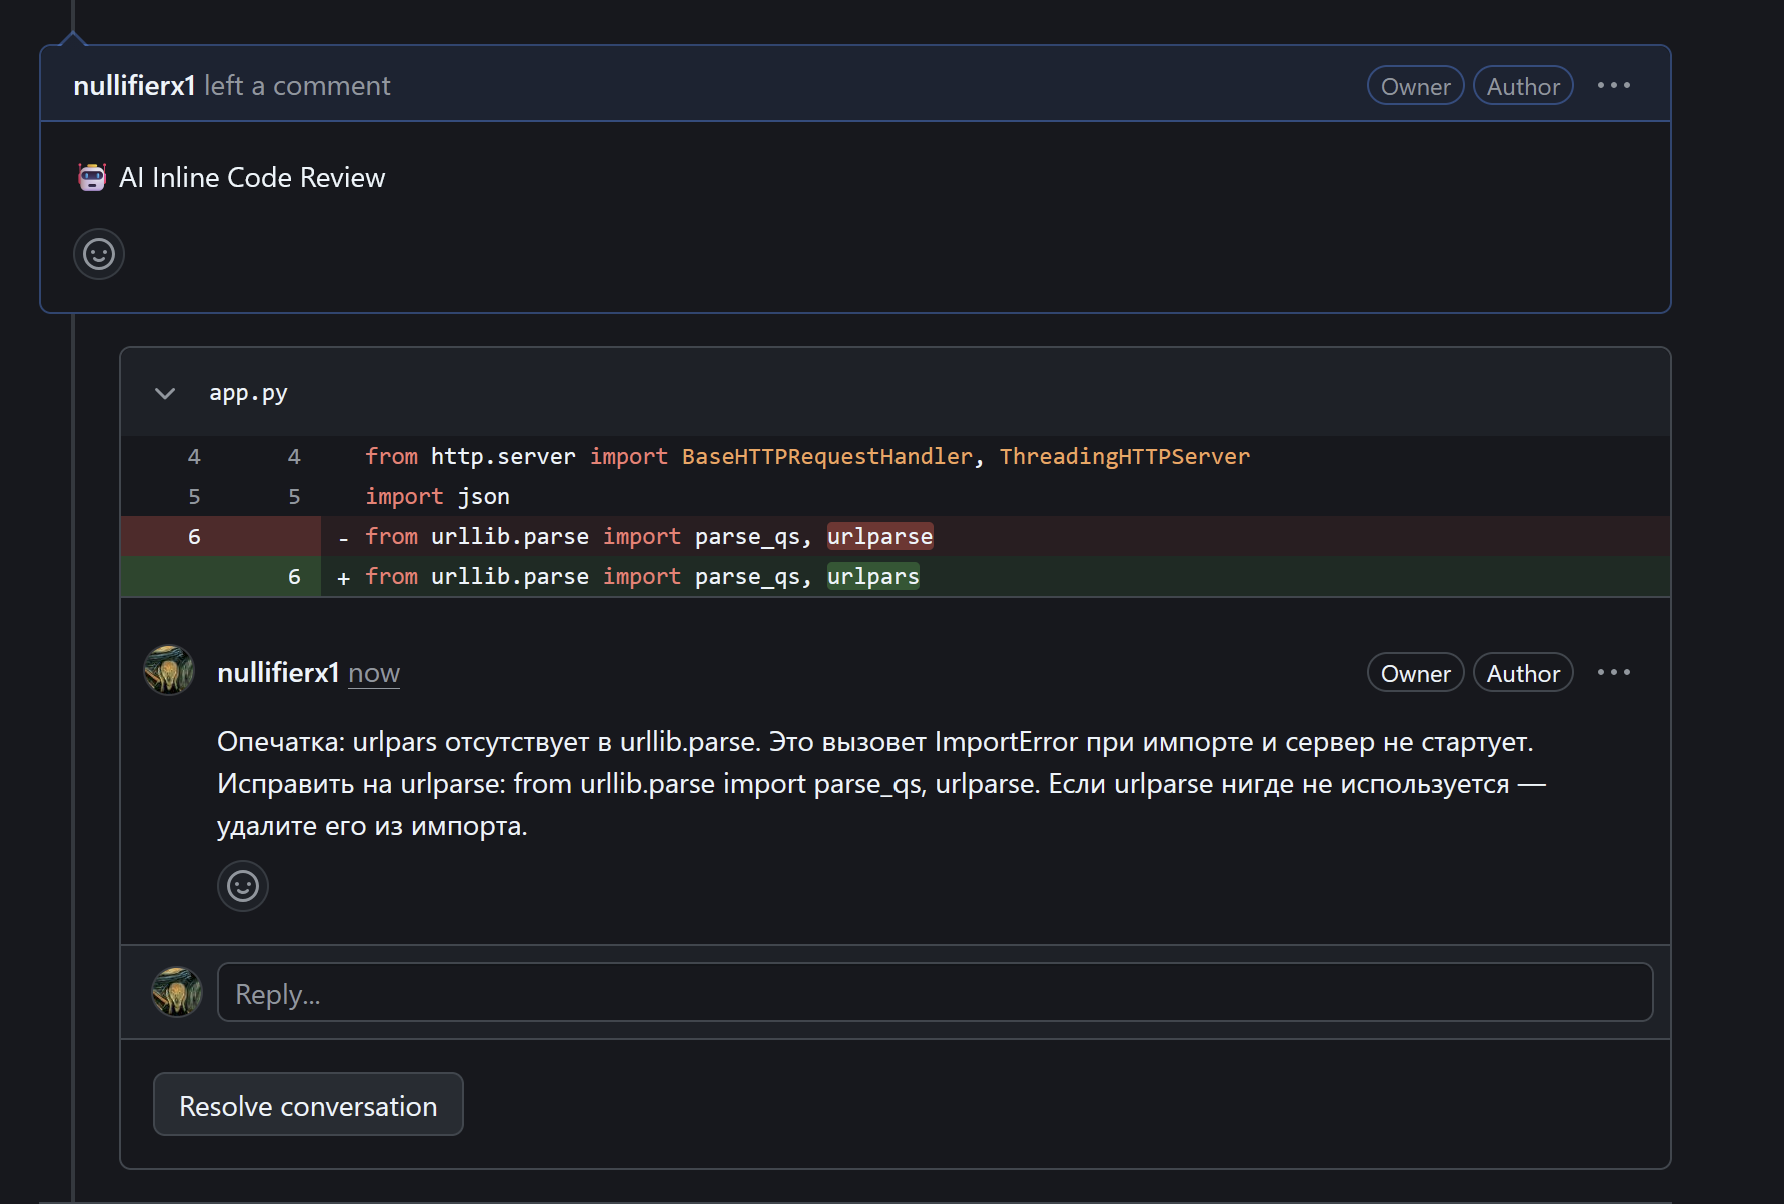 nullifierx1 left a comment Owner Author
AI Inline Code Review
app.py
4 4 from http.server import BaseHTTPRequestHandler, ThreadingHTTPServer
5 5 import json
6 - from urllib.parse import parse_qs, urlparse
6 + from urllib.parse import parse_qs, urlpars
nullifierx1 now Owner Author
Опечатка: urlpars отсутствует в urllib.parse. Это вызовет ImportError при импорте и сервер не стартует.
Исправить на urlparse: from urllib.parse import parse_qs, urlparse. Если urlparse нигде не используется —
удалите его из импорта.
Reply...
Resolve conversation